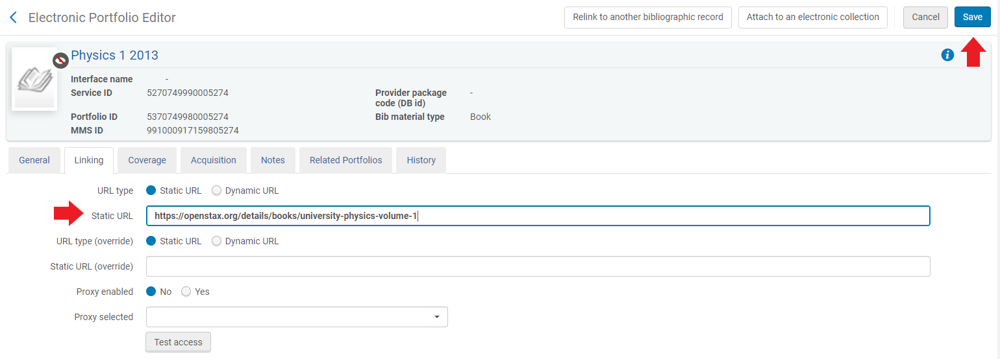 Electronic Portfolio Editor
Relink to another bibliographic record
Attach to an electronic collection
Cancel
Save
Physics 1 2013
Interface name -
Service ID 5270749990005274
Provider package code (DB id) -
Portfolio ID 5370749980005274
Bib material type Book
MMS ID 991000917159805274
General
Linking
Coverage
Acquisition
Notes
Related Portfolios
History
URL type Static URL Dynamic URL
Static URL https://openstax.org/details/books/university-physics-volume-1
URL type (override) Static URL Dynamic URL
Static URL (override)
Proxy enabled No Yes
Proxy selected
Test access